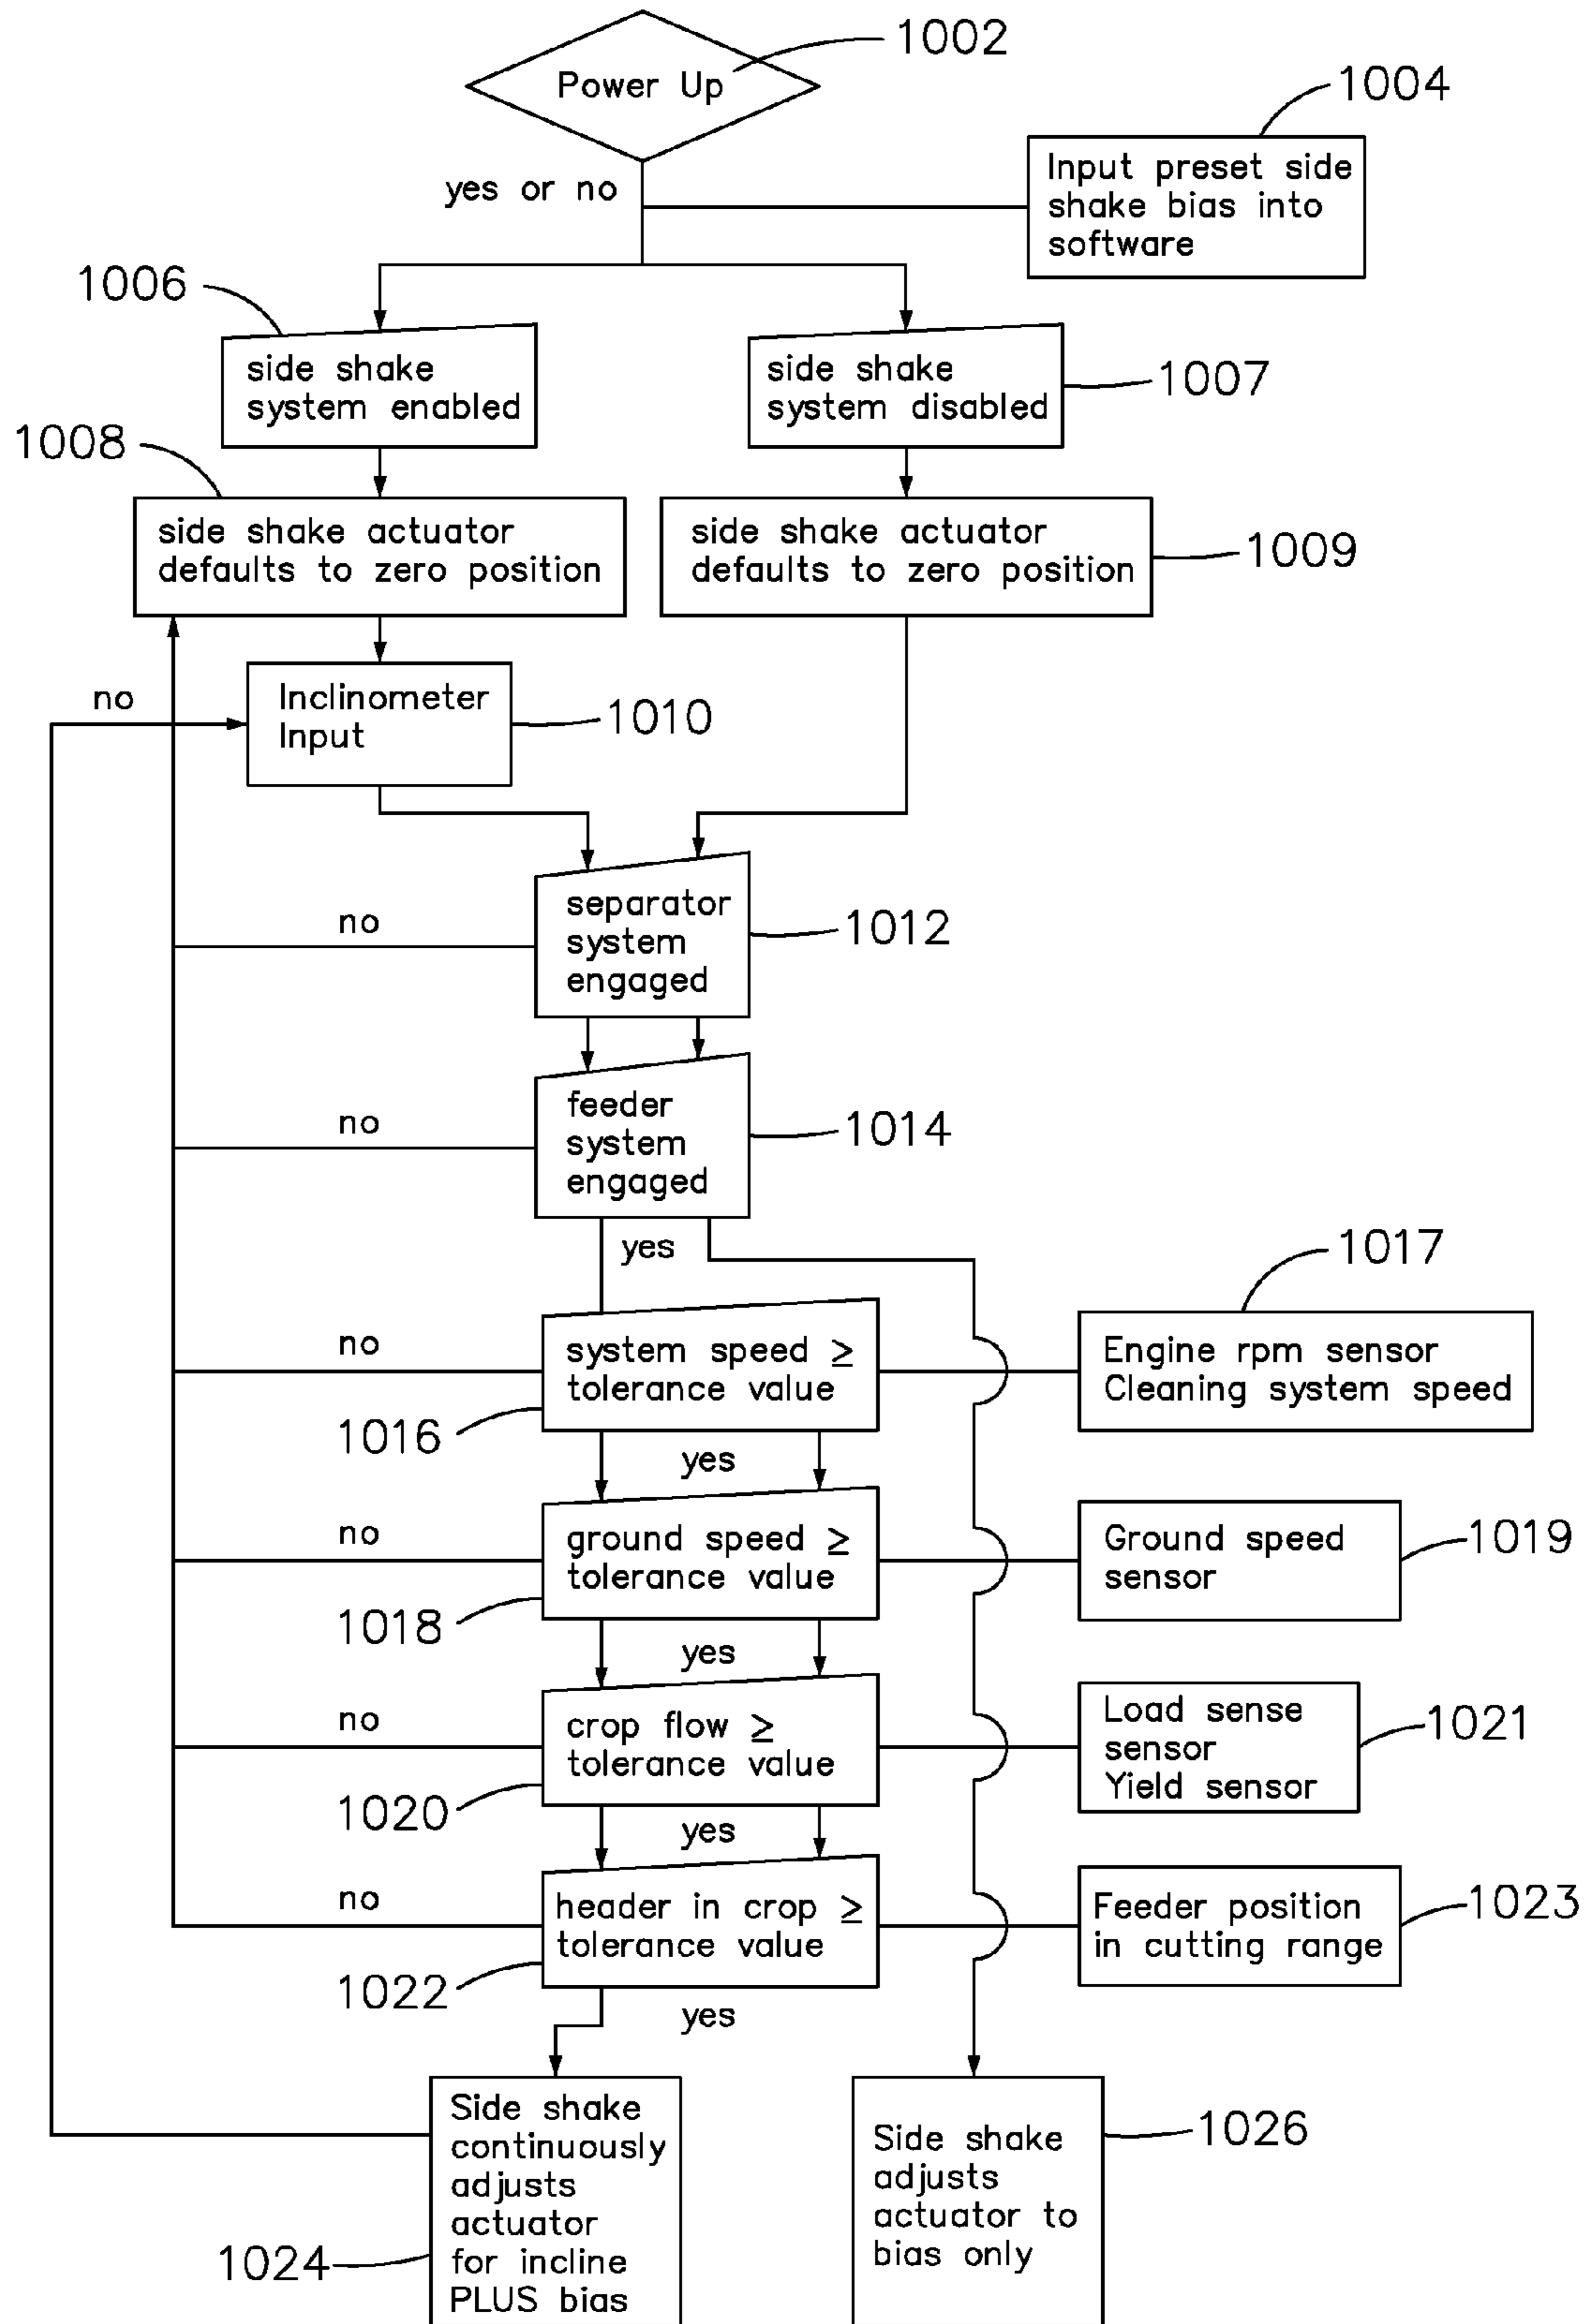 1002
Power Up
1004
Input preset side
shake bias into
software
yes or no
1006
side shake
system enabled
side shake
system disabled
1007
1008
side shake actuator
defaults to zero position
side shake actuator
defaults to zero position
1009
no
Inclinometer
Input
1010
no
separator
system
engaged
1012
no
feeder
system
engaged
1014
yes
1017
no
system speed ≥
tolerance value
Engine rpm sensor
Cleaning system speed
1016
yes
no
ground speed ≥
tolerance value
Ground speed
sensor
1019
1018
yes
no
crop flow ≥
tolerance value
Load sense
sensor
Yield sensor
1021
1020
yes
no
header in crop ≥
tolerance value
Feeder position
in cutting range
1023
1022
yes
Side shake
continuously
adjusts
actuator
for incline
PLUS bias
1024
Side shake
adjusts
actuator to
bias only
1026